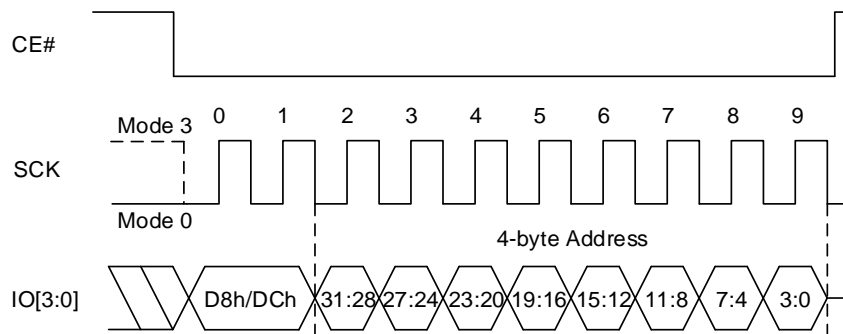 CE#
0 1 2 3 4 5 6 7 8 9
Mode 3
SCK
Mode 0
4-byte Address
IO[3:0] D8h/DCh 31:28 27:24 23:20 19:16 15:12 11:8 7:4 3:0